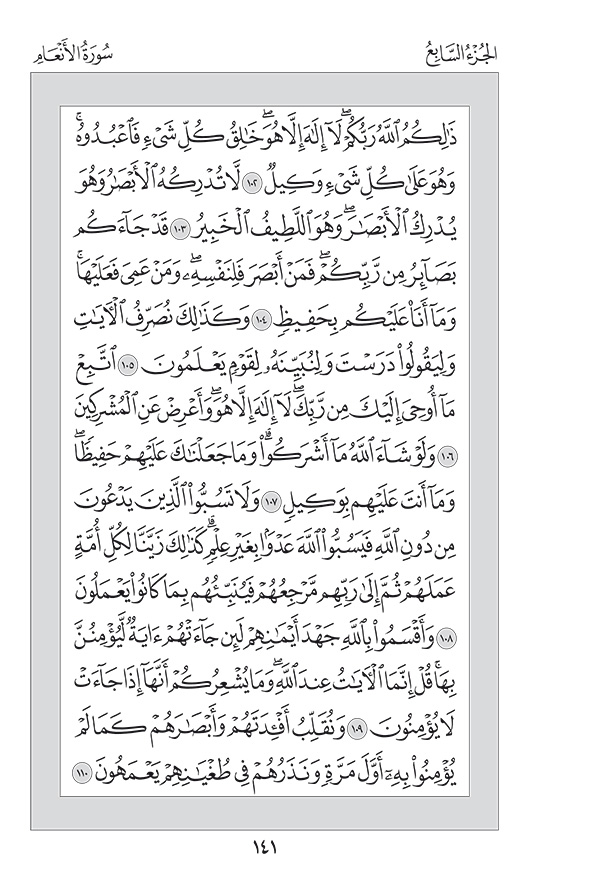 الجُزْءُ السَّابِعُ
سُورَةُ الأَنْعَامِ
ذَٰلِكُمُ ٱللَّهُ رَبُّكُمْۖ لَآ إِلَٰهَ إِلَّا هُوَۖ خَٰلِقُ كُلِّ شَىْءٍ فَٱعْبُدُوهُۚ
وَهُوَ عَلَىٰ كُلِّ شَىْءٍ وَكِيلٌ ١٠٢ لَّا تُدْرِكُهُ ٱلْأَبْصَٰرُ وَهُوَ
يُدْرِكُ ٱلْأَبْصَٰرَۖ وَهُوَ ٱللَّطِيفُ ٱلْخَبِيرُ ١٠٣ قَدْ جَآءَكُم
بَصَآئِرُ مِن رَّبِّكُمْۖ فَمَنْ أَبْصَرَ فَلِنَفْسِهِۦۖ وَمَنْ عَمِىَ فَعَلَيْهَاۚ
وَمَآ أَنَا۠ عَلَيْكُم بِحَفِيظٍ ١٠٤ وَكَذَٰلِكَ نُصَرِّفُ ٱلْءَايَٰتِ
وَلِيَقُولُوا۟ دَرَسْتَ وَلِنُبَيِّنَهُۥ لِقَوْمٍ يَعْلَمُونَ ١٠٥ ٱتَّبِعْ
مَآ أُوحِىَ إِلَيْكَ مِن رَّبِّكَۖ لَآ إِلَٰهَ إِلَّا هُوَۖ وَأَعْرِضْ عَنِ ٱلْمُشْرِكِينَ
١٠٦ وَلَوْ شَآءَ ٱللَّهُ مَآ أَشْرَكُوا۟ۗ وَمَا جَعَلْنَٰكَ عَلَيْهِمْ حَفِيظًاۖ
وَمَآ أَنتَ عَلَيْهِم بِوَكِيلٍ ١٠٧ وَلَا تَسُبُّوا۟ ٱلَّذِينَ يَدْعُونَ
مِن دُونِ ٱللَّهِ فَيَسُبُّوا۟ ٱللَّهَ عَدْوًۢا بِغَيْرِ عِلْمٍۗ كَذَٰلِكَ زَيَّنَّا لِكُلِّ أُمَّةٍ
عَمَلَهُمْ ثُمَّ إِلَىٰ رَبِّهِم مَّرْجِعُهُمْ فَيُنَبِّئُهُم بِمَا كَانُوا۟ يَعْمَلُونَ
١٠٨ وَأَقْسَمُوا۟ بِٱللَّهِ جَهْدَ أَيْمَٰنِهِمْ لَئِن جَآءَتْهُمْ ءَايَةٌ لَّيُؤْمِنُنَّ
بِهَاۚ قُلْ إِنَّمَا ٱلْءَايَٰتُ عِندَ ٱللَّهِۖ وَمَا يُشْعِرُكُمْ أَنَّهَآ إِذَا جَآءَتْ
لَا يُؤْمِنُونَ ١٠٩ وَنُقَلِّبُ أَفْـِٔدَتَهُمْ وَأَبْصَٰرَهُمْ كَمَا لَمْ
يُؤْمِنُوا۟ بِهِۦٓ أَوَّلَ مَرَّةٍ وَنَذَرُهُمْ فِى طُغْيَٰنِهِمْ يَعْمَهُونَ ١١٠
١٤١